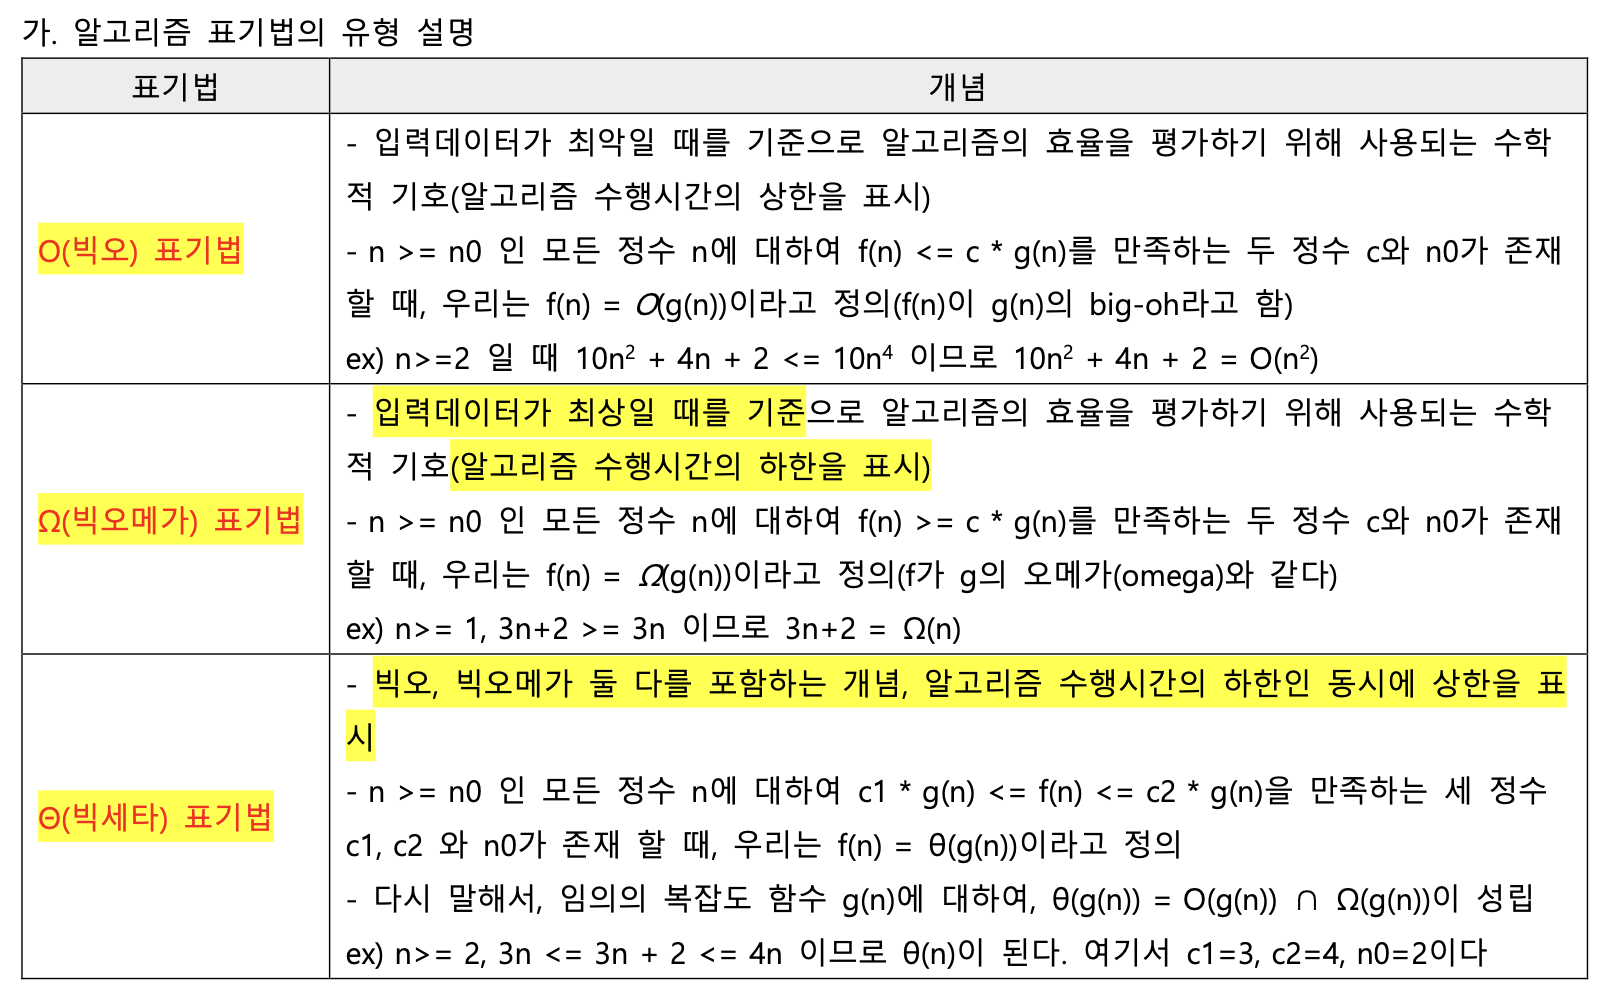 가. 알고리즘 표기법의 유형 설명
표기법
개념
O(빅오) 표기법
- 입력데이터가 최악일 때를 기준으로 알고리즘의 효율을 평가하기 위해 사용되는 수학
적 기호(알고리즘 수행시간의 상한을 표시)
- n >= n0 인 모든 정수 n에 대하여 f(n) <= c * g(n)를 만족하는 두 정수 c와 n0가 존재
할 때, 우리는 f(n) = O(g(n))이라고 정의(f(n)이 g(n)의 big-oh라고 함)
ex) n>=2 일 때 10n² + 4n + 2 <= 10n⁴ 이므로 10n² + 4n + 2 = O(n²)
Ω(빅오메가) 표기법
- 입력데이터가 최상일 때를 기준으로 알고리즘의 효율을 평가하기 위해 사용되는 수학
적 기호(알고리즘 수행시간의 하한을 표시)
- n >= n0 인 모든 정수 n에 대하여 f(n) >= c * g(n)를 만족하는 두 정수 c와 n0가 존재
할 때, 우리는 f(n) = Ω(g(n))이라고 정의(f가 g의 오메가(omega)와 같다)
ex) n>= 1, 3n+2 >= 3n 이므로 3n+2 = Ω(n)
Θ(빅세타) 표기법
- 빅오, 빅오메가 둘 다를 포함하는 개념, 알고리즘 수행시간의 하한인 동시에 상한을 표
시
- n >= n0 인 모든 정수 n에 대하여 c1 * g(n) <= f(n) <= c2 * g(n)을 만족하는 세 정수
c1, c2 와 n0가 존재 할 때, 우리는 f(n) = θ(g(n))이라고 정의
- 다시 말해서, 임의의 복잡도 함수 g(n)에 대하여, θ(g(n)) = O(g(n)) ∩ Ω(g(n))이 성립
ex) n>= 2, 3n <= 3n + 2 <= 4n 이므로 θ(n)이 된다. 여기서 c1=3, c2=4, n0=2이다